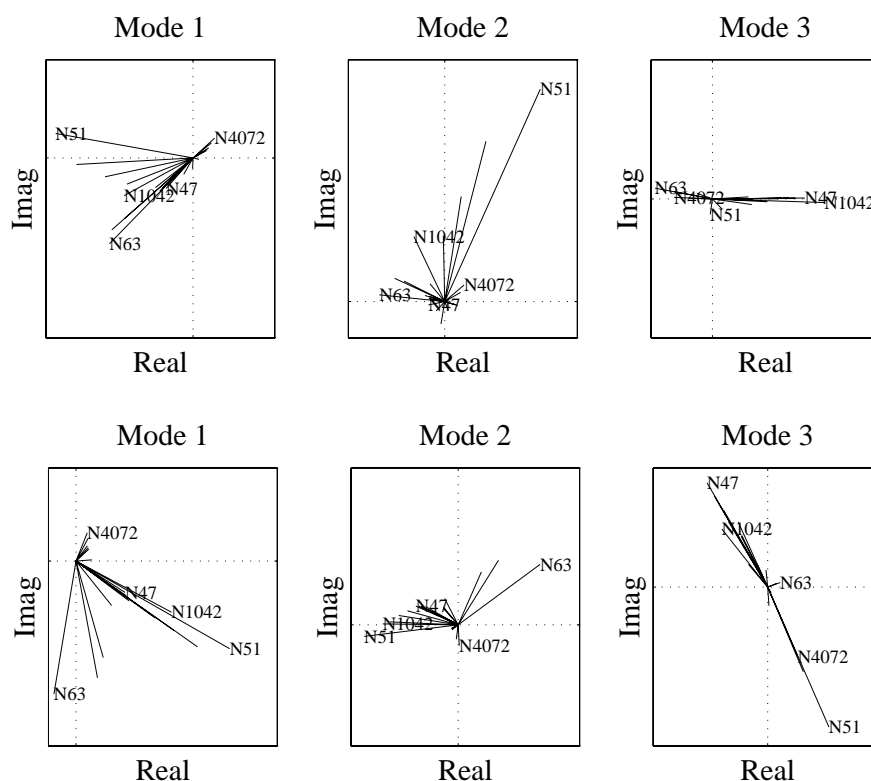 Mode 1
Mode 2
Mode 3
Imag
N51
N4072
N1042
N47
N63
Real
Imag
N51
N1042
N63
N4072
N47
Real
Imag
N63
N4072
N51
N47
N1042
Real
Mode 1
Mode 2
Mode 3
Imag
N4072
N47
N1042
N51
N63
Real
Imag
N63
N47
N1042
N51
N4072
Real
Imag
N47
N1042
N63
N4072
N51
Real